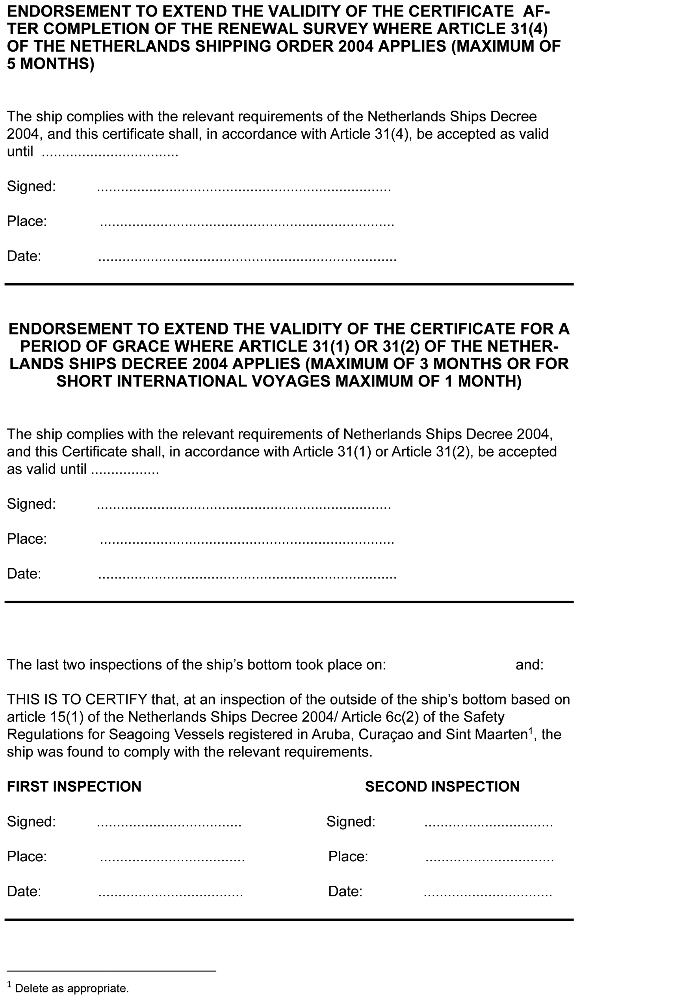 ENDORSEMENT TO EXTEND THE VALIDITY OF THE CERTIFICATE  AF-
TER COMPLETION OF THE RENEWAL SURVEY WHERE ARTICLE 31(4)
OF THE NETHERLANDS SHIPPING ORDER 2004 APPLIES (MAXIMUM OF
5 MONTHS)
The ship complies with the relevant requirements of the Netherlands Ships Decree
2004, and this certificate shall, in accordance with Article 31(4), be accepted as valid
until ..................................
Signed: .........................................................................
Place: .........................................................................
Date: ..........................................................................
ENDORSEMENT TO EXTEND THE VALIDITY OF THE CERTIFICATE FOR A
PERIOD OF GRACE WHERE ARTICLE 31(1) OR 31(2) OF THE NETHER-
LANDS SHIPS DECREE 2004 APPLIES (MAXIMUM OF 3 MONTHS OR FOR
SHORT INTERNATIONAL VOYAGES MAXIMUM OF 1 MONTH)
The ship complies with the relevant requirements of Netherlands Ships Decree 2004,
and this Certificate shall, in accordance with Article 31(1) or Article 31(2), be accepted
as valid until .................
Signed: .........................................................................
Place: .........................................................................
Date: ..........................................................................
The last two inspections of the ship’s bottom took place on: and:
THIS IS TO CERTIFY that, at an inspection of the outside of the ship’s bottom based on
article 15(1) of the Netherlands Ships Decree 2004/ Article 6c(2) of the Safety
Regulations for Seagoing Vessels registered in Aruba, Curaçao and Sint Maarten¹, the
ship was found to comply with the relevant requirements.
FIRST INSPECTION SECOND INSPECTION
Signed: .................................... Signed: ................................
Place: .................................... Place: ................................
Date: .................................... Date: ................................
¹ Delete as appropriate.